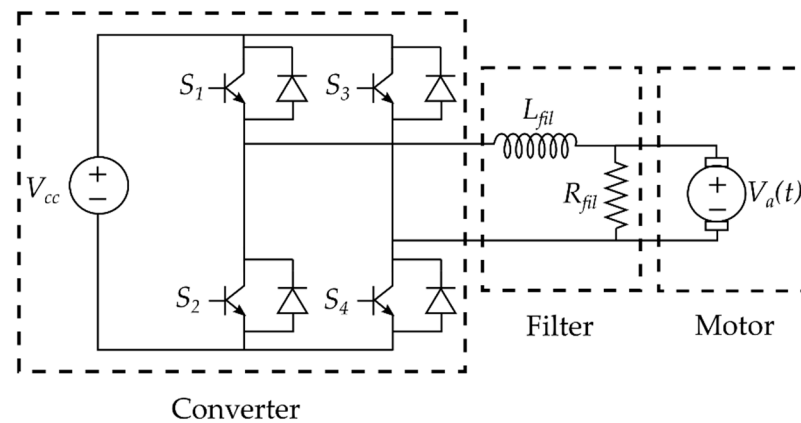 S1
S3
Lfil
Vcc
+
−
Rfil
+
−
Va(t)
S2
S4
Filter
Motor
Converter